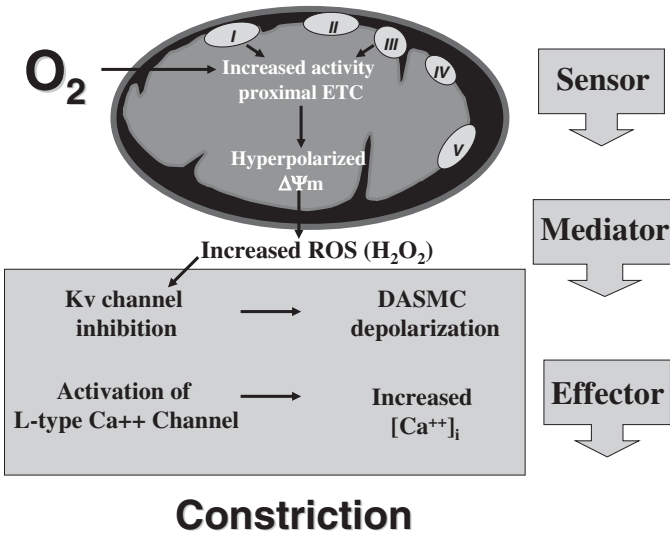 I
II
III
IV
V
O₂
Increased activity
proximal ETC
Hyperpolarized
ΔΨm
Increased ROS (H₂O₂)
Kv channel
inhibition
DASMC
depolarization
Activation of
L-type Ca++ Channel
Increased
[Ca⁺⁺]ᵢ
Sensor
Mediator
Effector
Constriction